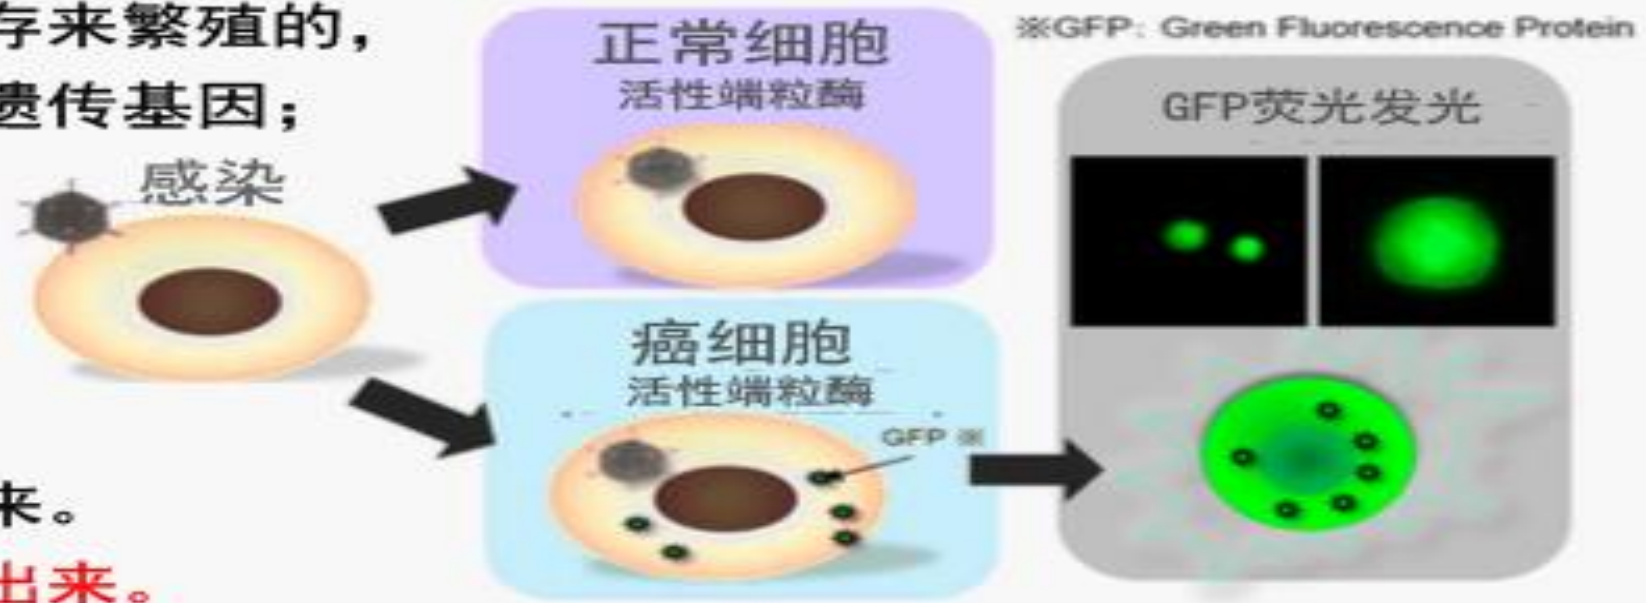 存来繁殖的，
遗传基因；
感染
正常细胞
活性端粒酶
癌细胞
活性端粒酶
GFP ※
※GFP: Green Fluorescence Protein
GFP荧光发光
来。
出来。